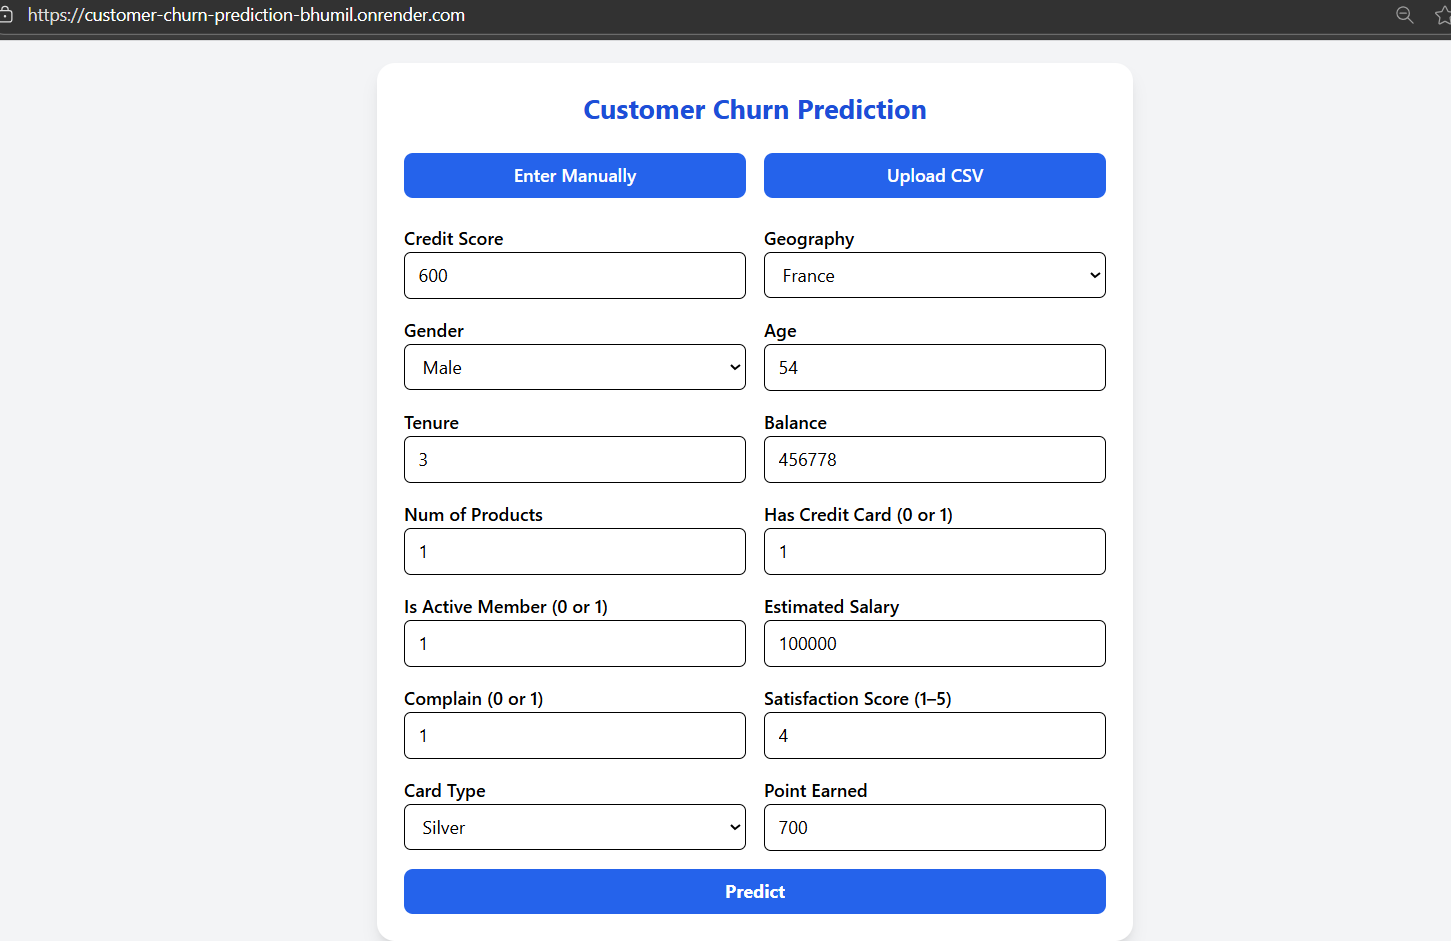 https://customer-churn-prediction-bhumil.onrender.com
Customer Churn Prediction
Enter Manually
Upload CSV
Credit Score
Geography
600
France
Gender
Age
Male
54
Tenure
Balance
3
456778
Num of Products
Has Credit Card (0 or 1)
1
1
Is Active Member (0 or 1)
Estimated Salary
1
100000
Complain (0 or 1)
Satisfaction Score (1–5)
1
4
Card Type
Point Earned
Silver
700
Predict